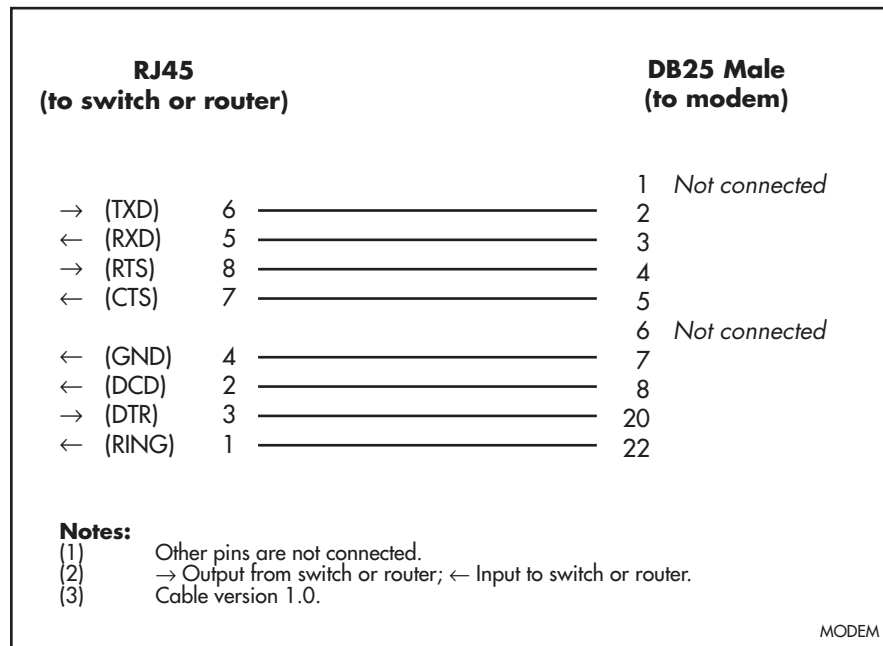 RJ45
(to switch or router)
DB25 Male
(to modem)
1 Not connected
→ (TXD) 6 2
← (RXD) 5 3
→ (RTS) 8 4
← (CTS) 7 5
6 Not connected
← (GND) 4 7
← (DCD) 2 8
→ (DTR) 3 20
← (RING) 1 22
Notes:
(1) Other pins are not connected.
(2) → Output from switch or router; ← Input to switch or router.
(3) Cable version 1.0.
MODEM